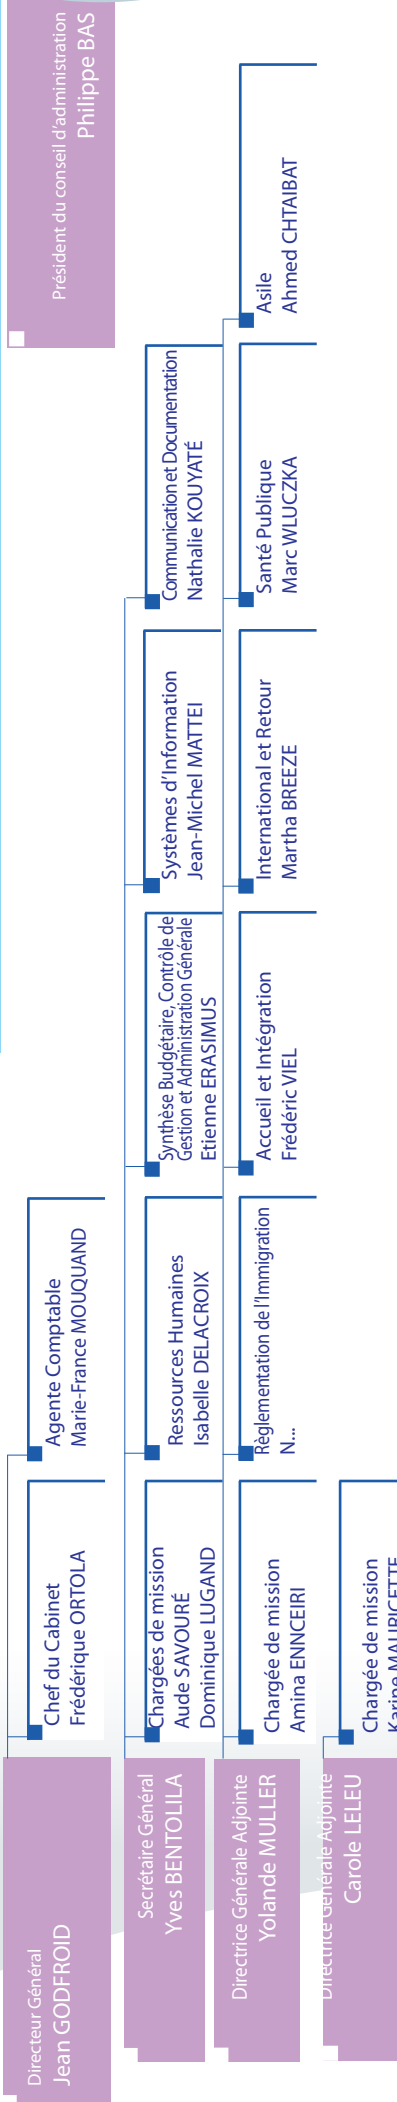 Président du conseil d'administration
Philippe BAS
Directeur Général
Jean GODFROID
Chef du Cabinet
Frédérique ORTOLA
Agente Comptable
Marie-France MOUQUAND
Secrétaire Général
Yves BENTOLILA
Chargées de mission
Aude SAVOURÉ
Dominique LUGAND
Ressources Humaines
Isabelle DELACROIX
Synthèse Budgétaire, Contrôle de
Gestion et Administration Générale
Etienne ERASIMUS
Systèmes d'Information
Jean-Michel MATTEI
Communication et Documentation
Nathalie KOUYATÉ
Directrice Générale Adjointe
Yolande MULLER
Chargée de mission
Amina ENNCEIRI
Règlementation de l'Immigration
N...
Accueil et Intégration
Frédéric VIEL
International et Retour
Martha BREEZE
Santé Publique
Marc WLUCZKA
Asile
Ahmed CHTAIBAT
Directrice Générale Adjointe
Carole LELEU
Chargée de mission
Karine MAURICETTE